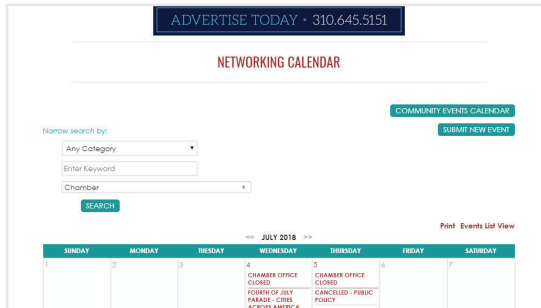 ADVERTISE TODAY • 310.645.5151
NETWORKING CALENDAR
COMMUNITY EVENTS CALENDAR
Narrow search by:
SUBMIT NEW EVENT
Any Category
Enter Keyword
Chamber
SEARCH
Print Events List View
<< JULY 2018 >>
SUNDAY MONDAY TUESDAY WEDNESDAY THURSDAY FRIDAY SATURDAY
1 2 3 4 5 6 7
CHAMBER OFFICE CHAMBER OFFICE
CLOSED CLOSED
FOURTH OF JULY CANCELLED - PUBLIC
PARADE - CITIES POLICY
ACROSS AMERICA